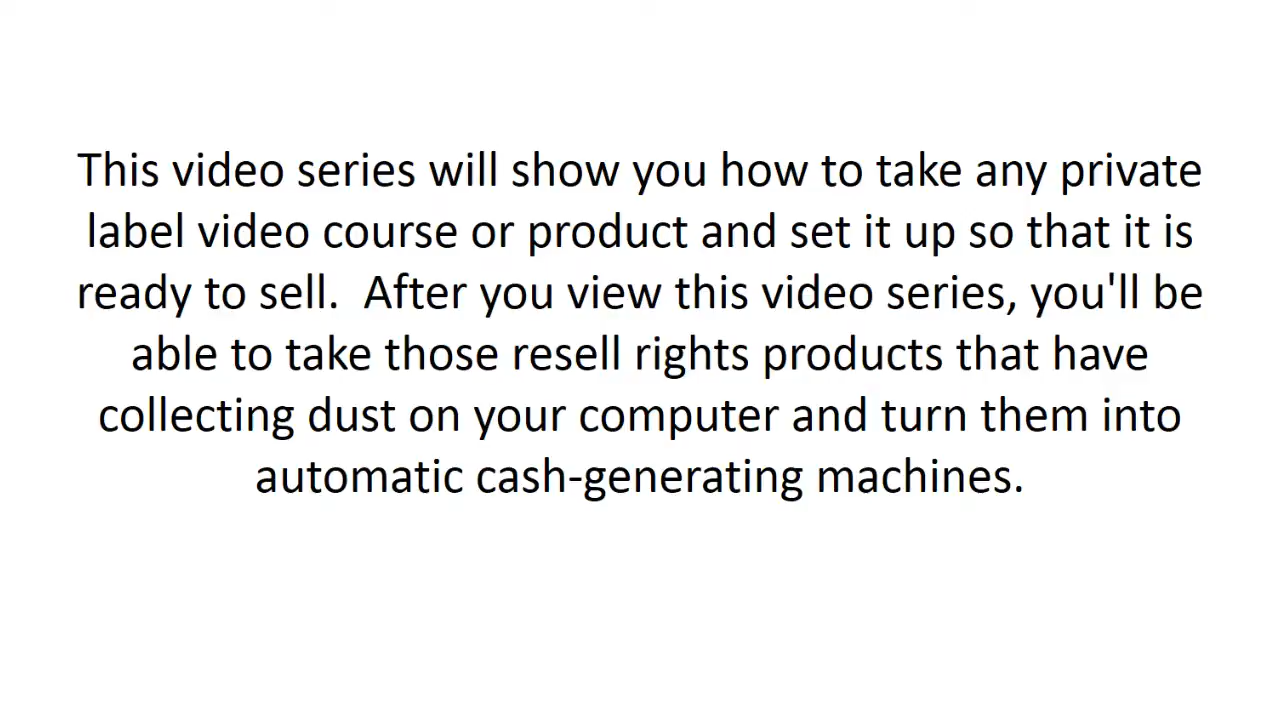 This video series will show you how to take any private
label video course or product and set it up so that it is
ready to sell.  After you view this video series, you'll be
able to take those resell rights products that have
collecting dust on your computer and turn them into
automatic cash-generating machines.